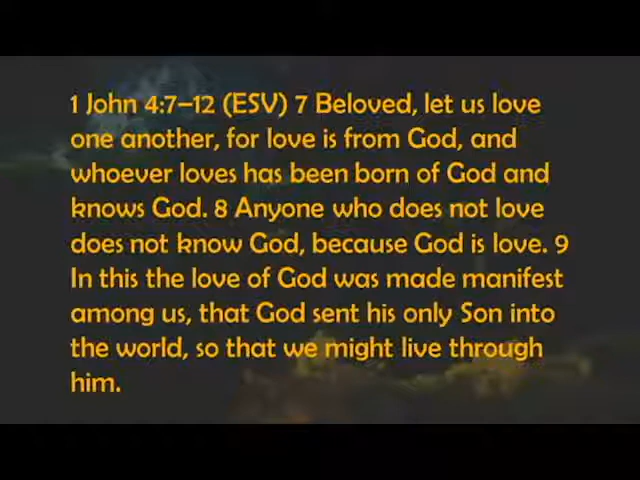 1 John 4:7–12 (ESV) 7 Beloved, let us love
one another, for love is from God, and
whoever loves has been born of God and
knows God. 8 Anyone who does not love
does not know God, because God is love. 9
In this the love of God was made manifest
among us, that God sent his only Son into
the world, so that we might live through
him.